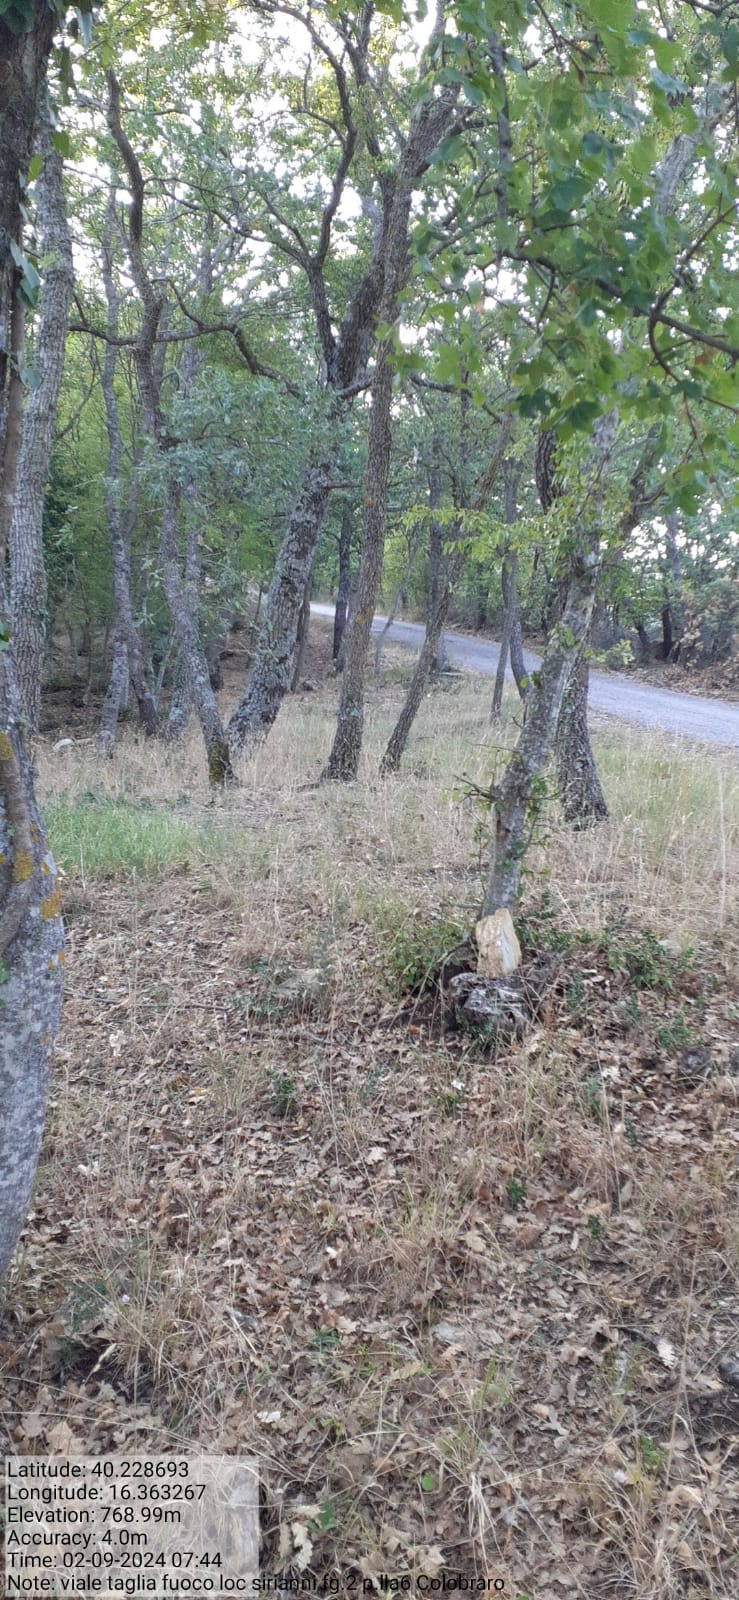 Latitude: 40.228693
Longitude: 16.363267
Elevation: 768.99m
Accuracy: 4.0m
Time: 02-09-2024 07:44
Note: viale taglia fuoco loc sirianni fg.2 p.lla6 Colobraro